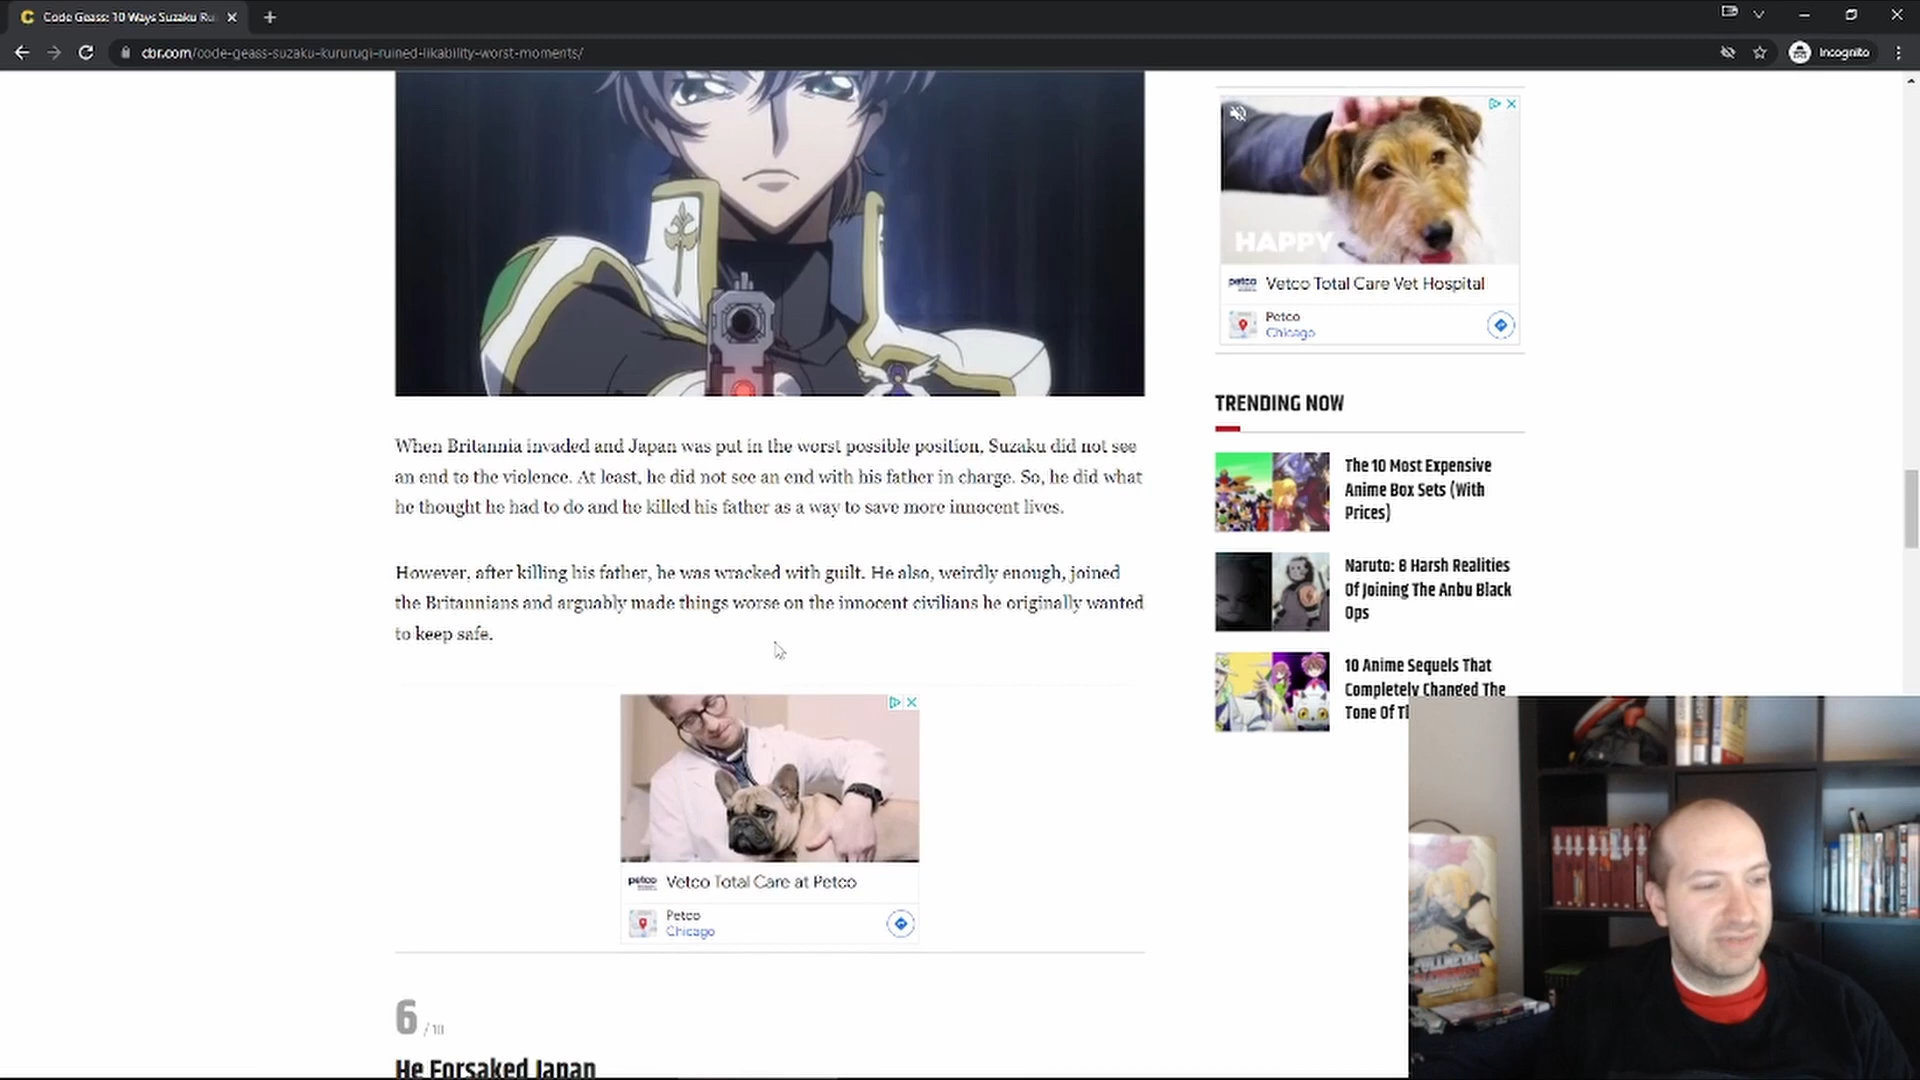 Code Geass: 10 Ways Suzaku Ru
cbr.com/code-geass-suzaku-kururugi-ruined-likability-worst-moments/
Incognito
HAPPY
petco
Vetco Total Care Vet Hospital
Petco
Chicago
TRENDING NOW
The 10 Most Expensive
Anime Box Sets (With
Prices)
Naruto: 8 Harsh Realities
Of Joining The Anbu Black
Ops
10 Anime Sequels That
Completely Changed The
When Britannia invaded and Japan was put in the worst possible position, Suzaku did not see
an end to the violence. At least, he did not see an end with his father in charge. So, he did what
he thought he had to do and he killed his father as a way to save more innocent lives.
However, after killing his father, he was wracked with guilt. He also, weirdly enough, joined
the Britannians and arguably made things worse on the innocent civilians he originally wanted
to keep safe.
petco
Vetco Total Care at Petco
Petco
Chicago
6 / 10
He Forsaked Japan
Tone Of